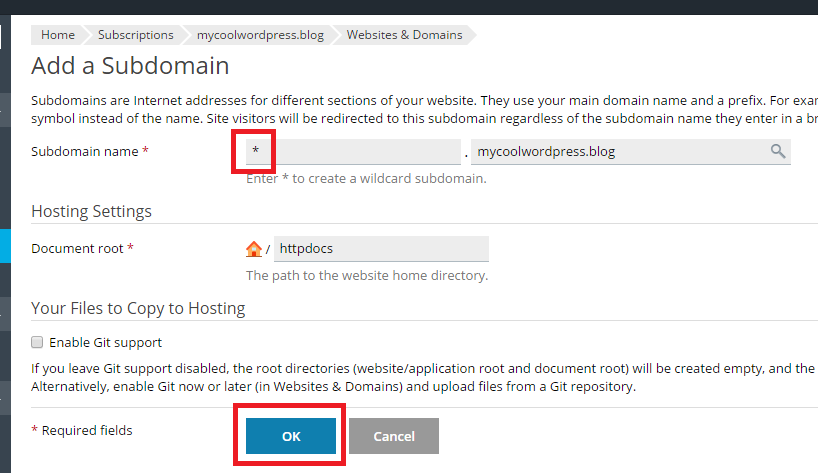 Home Subscriptions mycoolwordpress.blog Websites & Domains
Add a Subdomain
Subdomains are Internet addresses for different sections of your website. They use your main domain name and a prefix. For exa
symbol instead of the name. Site visitors will be redirected to this subdomain regardless of the subdomain name they enter in a br
Subdomain name * * . mycoolwordpress.blog
Enter * to create a wildcard subdomain.
Hosting Settings
Document root * / httpdocs
The path to the website home directory.
Your Files to Copy to Hosting
Enable Git support
If you leave Git support disabled, the root directories (website/application root and document root) will be created empty, and the
Alternatively, enable Git now or later (in Websites & Domains) and upload files from a Git repository.
* Required fields OK Cancel